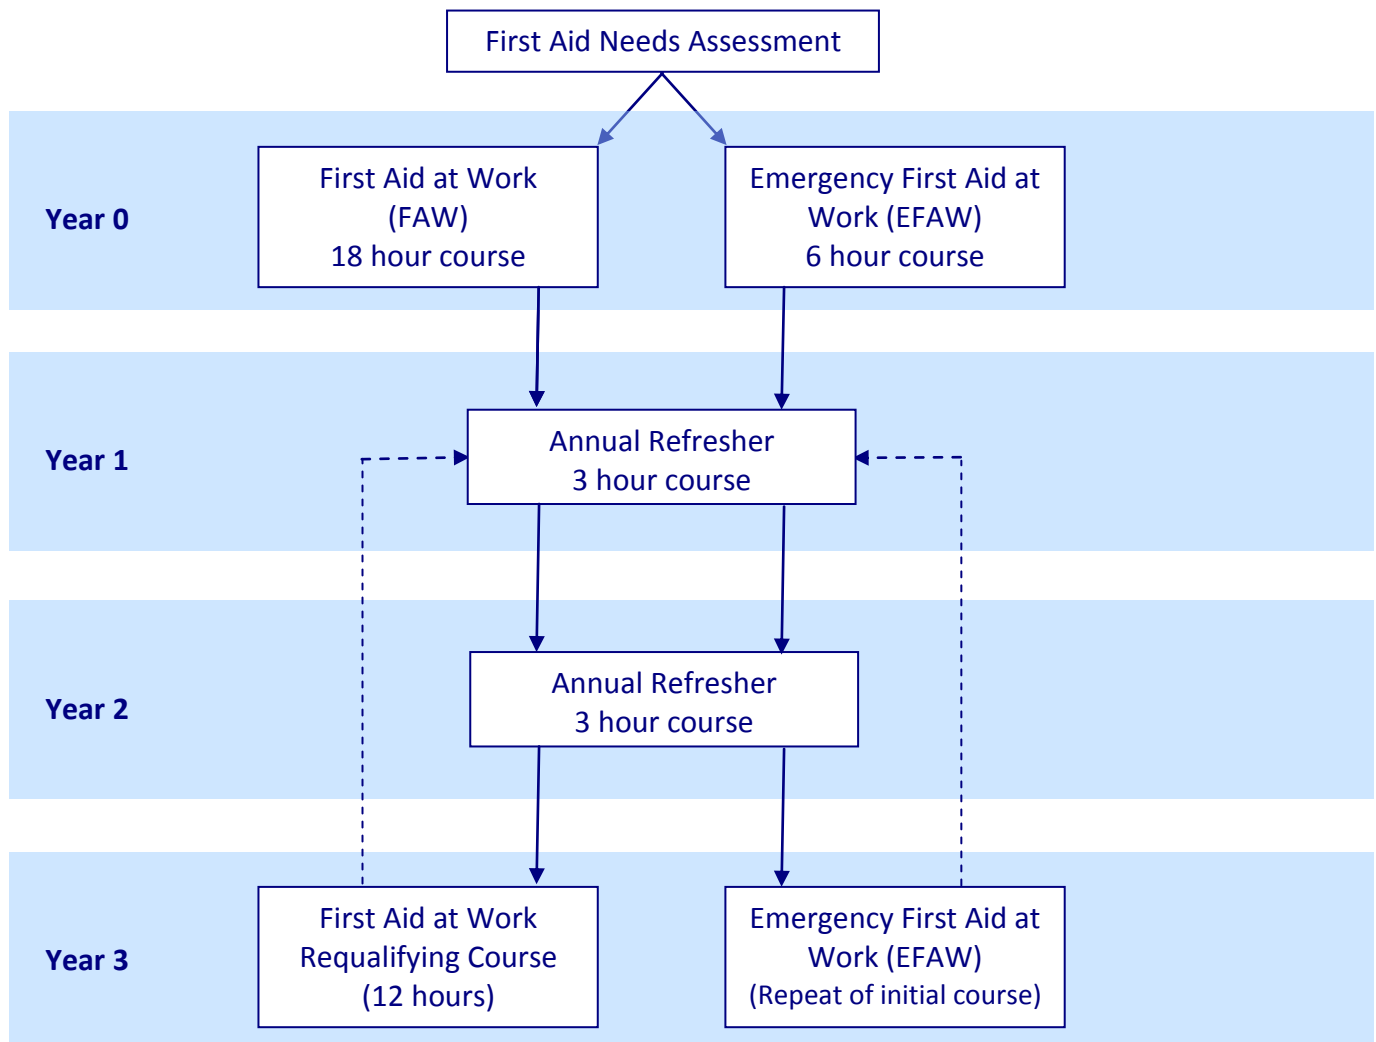 First Aid Needs Assessment
Year 0
First Aid at Work
(FAW)
18 hour course
Emergency First Aid at
Work (EFAW)
6 hour course
Year 1
Annual Refresher
3 hour course
Year 2
Annual Refresher
3 hour course
Year 3
First Aid at Work
Requalifying Course
(12 hours)
Emergency First Aid at
Work (EFAW)
(Repeat of initial course)